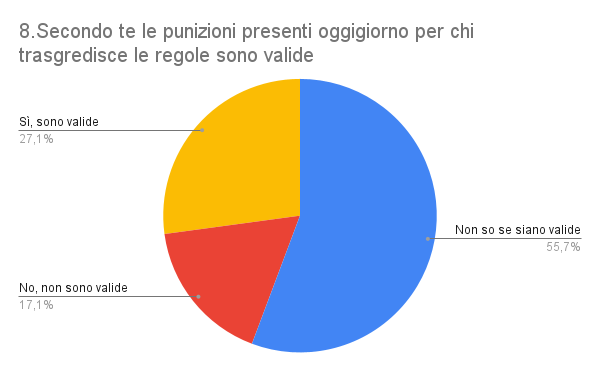 8.Secondo te le punizioni presenti oggigiorno per chi
trasgredisce le regole sono valide
Sì, sono valide
27,1%
Non so se siano valide
55,7%
No, non sono valide
17,1%